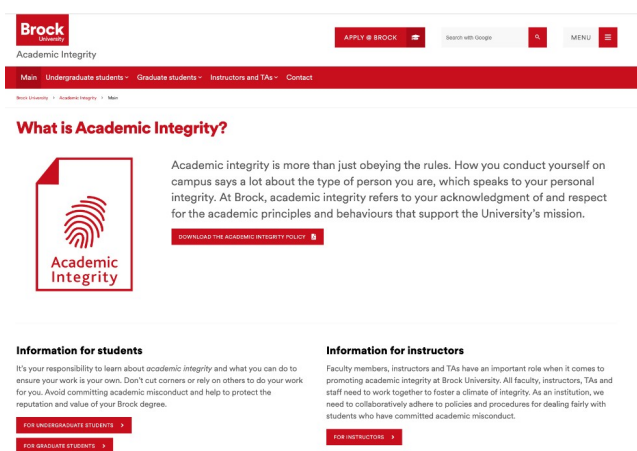 Brock
University
APPLY @ BROCK
Search with Google
MENU
Academic Integrity
Main Undergraduate students Graduate students Instructors and TAs Contact
Brock University > Academic Integrity > Main
What is Academic Integrity?
Academic integrity is more than just obeying the rules. How you conduct yourself on
campus says a lot about the type of person you are, which speaks to your personal
integrity. At Brock, academic integrity refers to your acknowledgment of and respect
for the academic principles and behaviours that support the University's mission.
DOWNLOAD THE ACADEMIC INTEGRITY POLICY
Academic
Integrity
Information for students
It's your responsibility to learn about academic integrity and what you can do to
ensure your work is your own. Don't cut corners or rely on others to do your work
for you. Avoid committing academic misconduct and help to protect the
reputation and value of your Brock degree.
FOR UNDERGRADUATE STUDENTS >
FOR GRADUATE STUDENTS >
Information for instructors
Faculty members, instructors and TAs have an important role when it comes to
promoting academic integrity at Brock University. All faculty, instructors, TAs and
staff need to work together to foster a climate of integrity. As an institution, we
need to collaboratively adhere to policies and procedures for dealing fairly with
students who have committed academic misconduct.
FOR INSTRUCTORS >